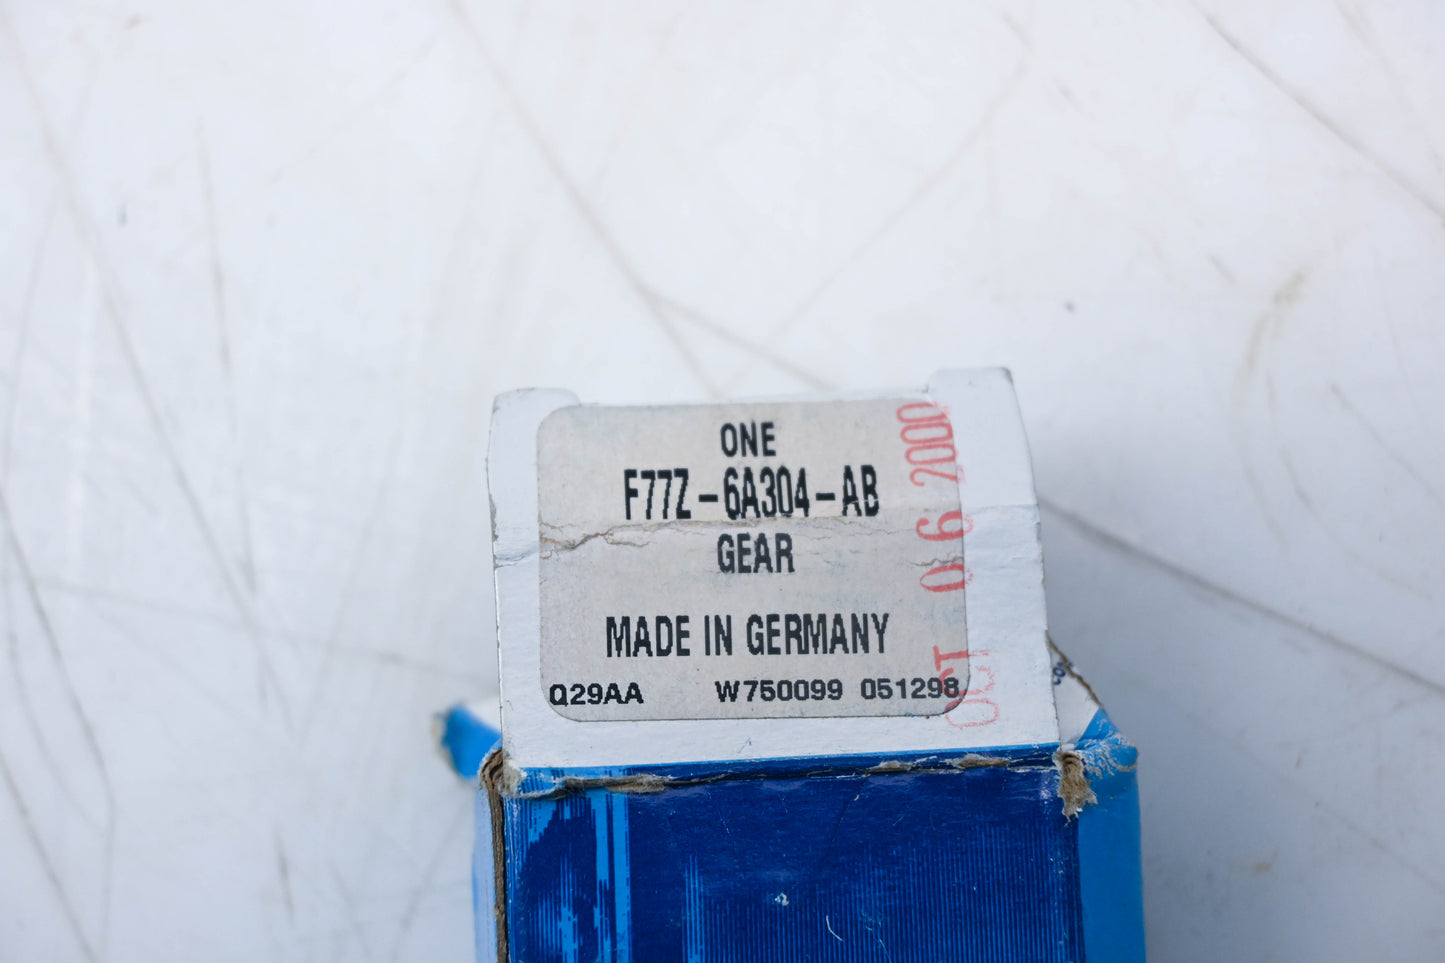 ONE
F77Z-6A304-AB
GEAR
MADE IN GERMANY
Q29AA W750099 051298
OCT 06 2000